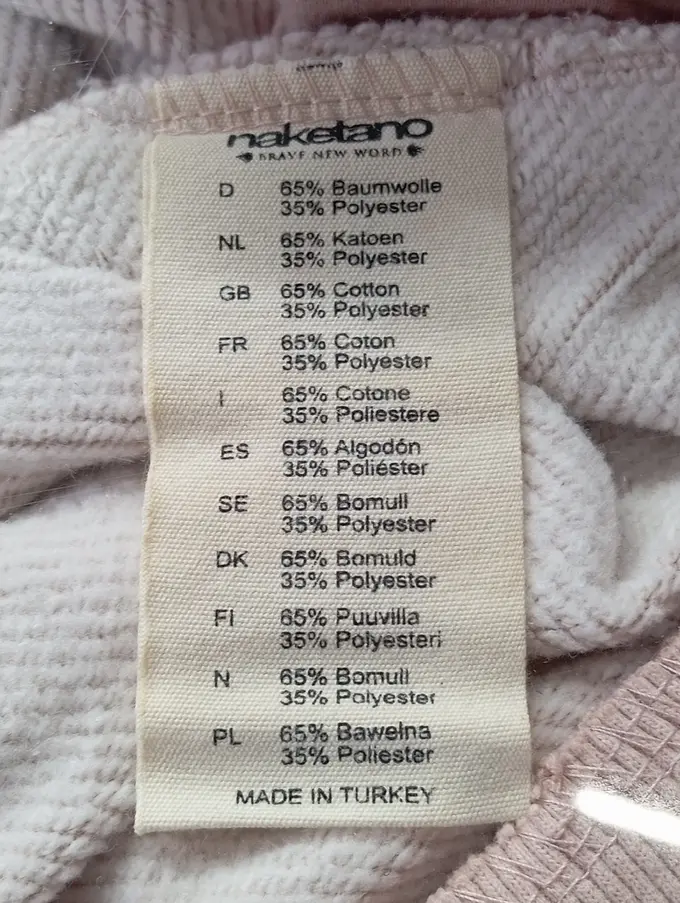 naketano
BRAVE NEW WORD
D 65% Baumwolle
35% Polyester
NL 65% Katoen
35% Polyester
GB 65% Cotton
35% Polyester
FR 65% Coton
35% Polyester
I 65% Cotone
35% Poliestere
ES 65% Algodón
35% Poliéster
SE 65% Bomull
35% Polyester
DK 65% Bomuld
35% Polyester
FI 65% Puuvilla
35% Polyesteri
N 65% Bomull
35% Polyester
PL 65% Bawełna
35% Poliester
MADE IN TURKEY